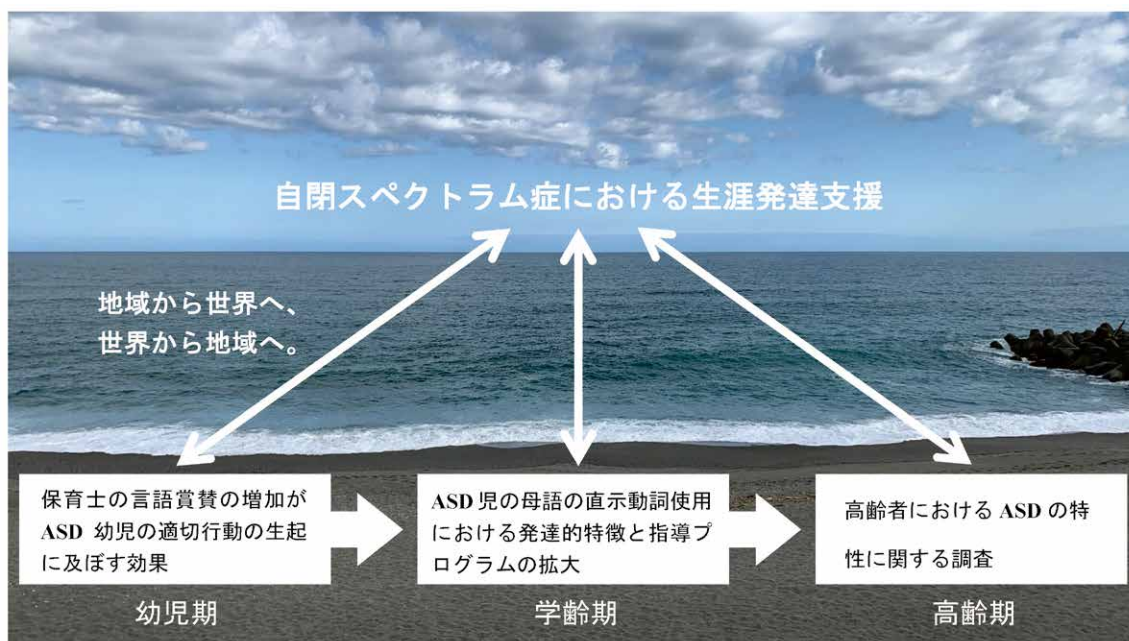 自閉スペクトラム症における生涯発達支援
地域から世界へ、
世界から地域へ。
保育士の言語賞賛の増加が
ASD 幼児の適切行動の生起
に及ぼす効果
ASD 児の母語の直示動詞使用
における発達的特徴と指導プ
ログラムの拡大
高齢者における ASD の特
性に関する調査
幼児期
学齢期
高齢期